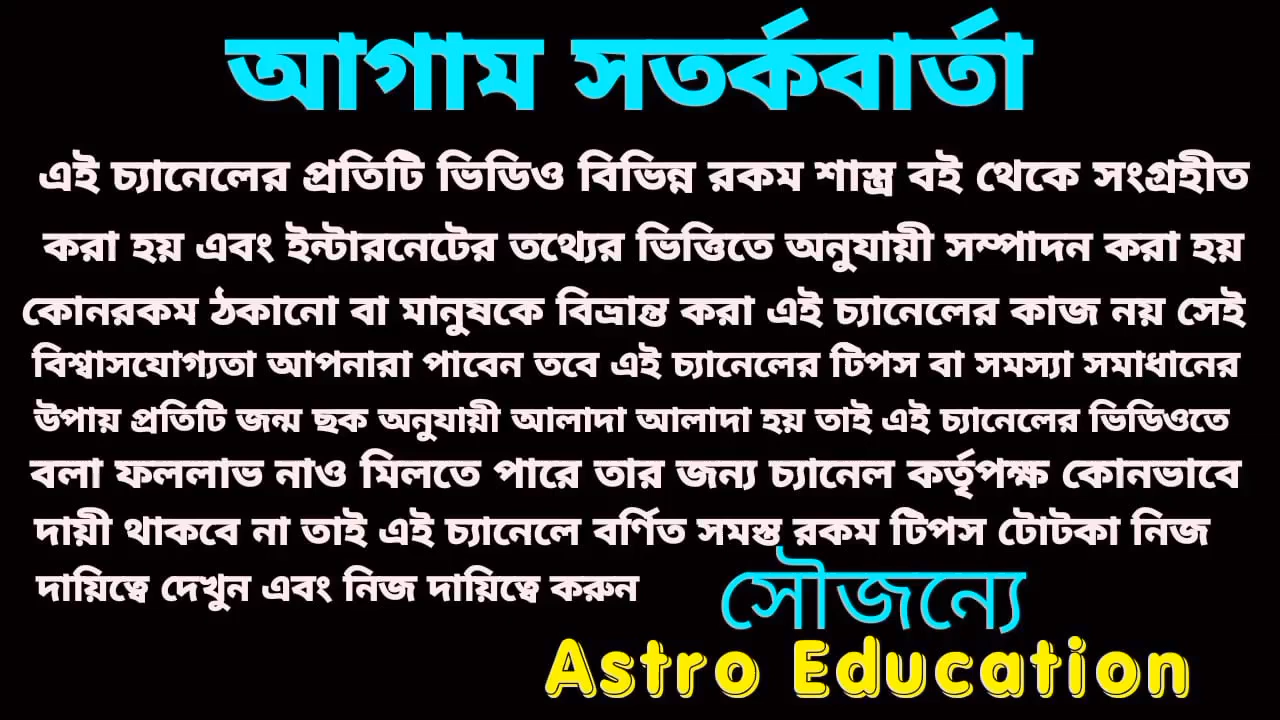 আগাম সতর্কবার্তা
এই চ্যানেলের প্রতিটি ভিডিও বিভিন্ন রকম শাস্ত্র বই থেকে সংগ্রহীত
করা হয় এবং ইন্টারনেটের তথ্যের ভিত্তিতে অনুযায়ী সম্পাদন করা হয়
কোনরকম ঠকানো বা মানুষকে বিভ্রান্ত করা এই চ্যানেলের কাজ নয় সেই
বিশ্বাসযোগ্যতা আপনারা পাবেন তবে এই চ্যানেলের টিপস বা সমস্যা সমাধানের
উপায় প্রতিটি জন্ম ছক অনুযায়ী আলাদা আলাদা হয় তাই এই চ্যানেলের ভিডিওতে
বলা ফললাভ নাও মিলতে পারে তার জন্য চ্যানেল কর্তৃপক্ষ কোনভাবে
দায়ী থাকবে না তাই এই চ্যানেলে বর্ণিত সমস্ত রকম টিপস টোটকা নিজ
দায়িত্বে দেখুন এবং নিজ দায়িত্বে করুন
সৌজন্যে
Astro Education